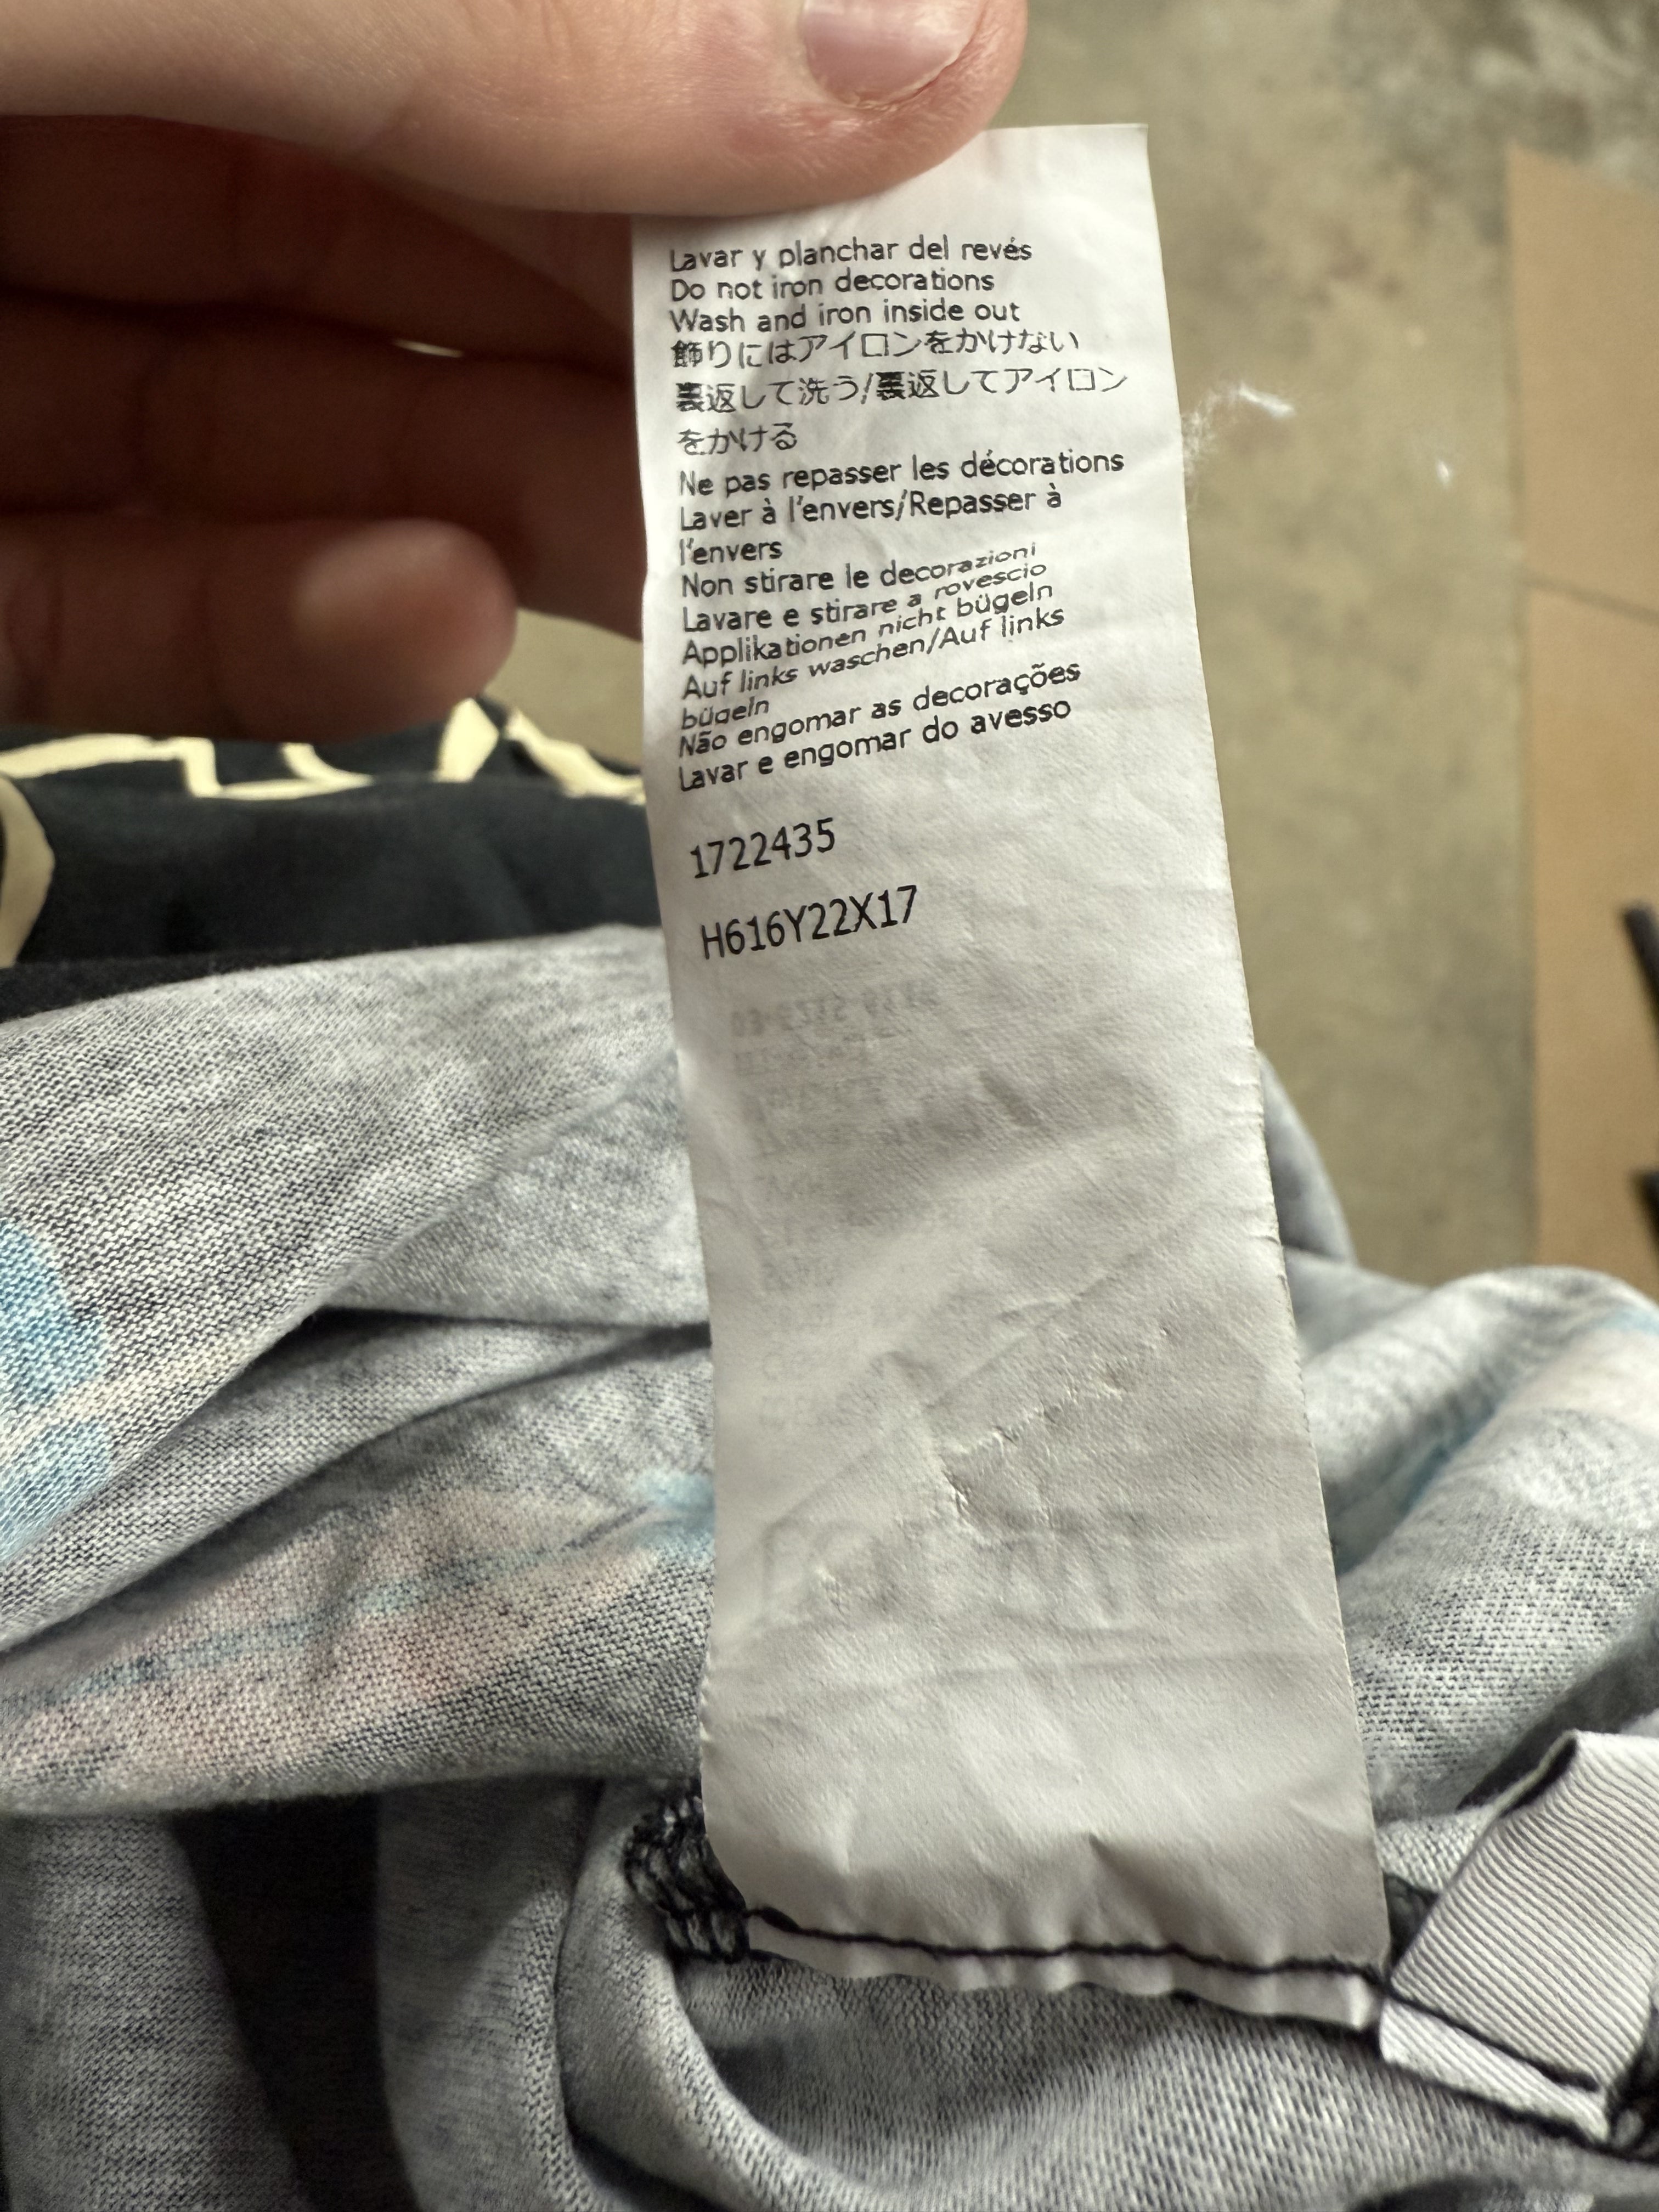 Lavar y planchar del revés
Do not iron decorations
Wash and iron inside out
飾りにはアイロンをかけない
裏返して洗う/裏返してアイロン
をかける
Ne pas repasser les décorations
Laver à l'envers/Repasser à
l'envers
Non stirare le decorazioni
Lavare e stirare a rovescio
Applikationen nicht bügeln
Auf links waschen/Auf links
bügeln
Não engomar as decorações
Lavar e engomar do avesso
1722435
H616Y22X17